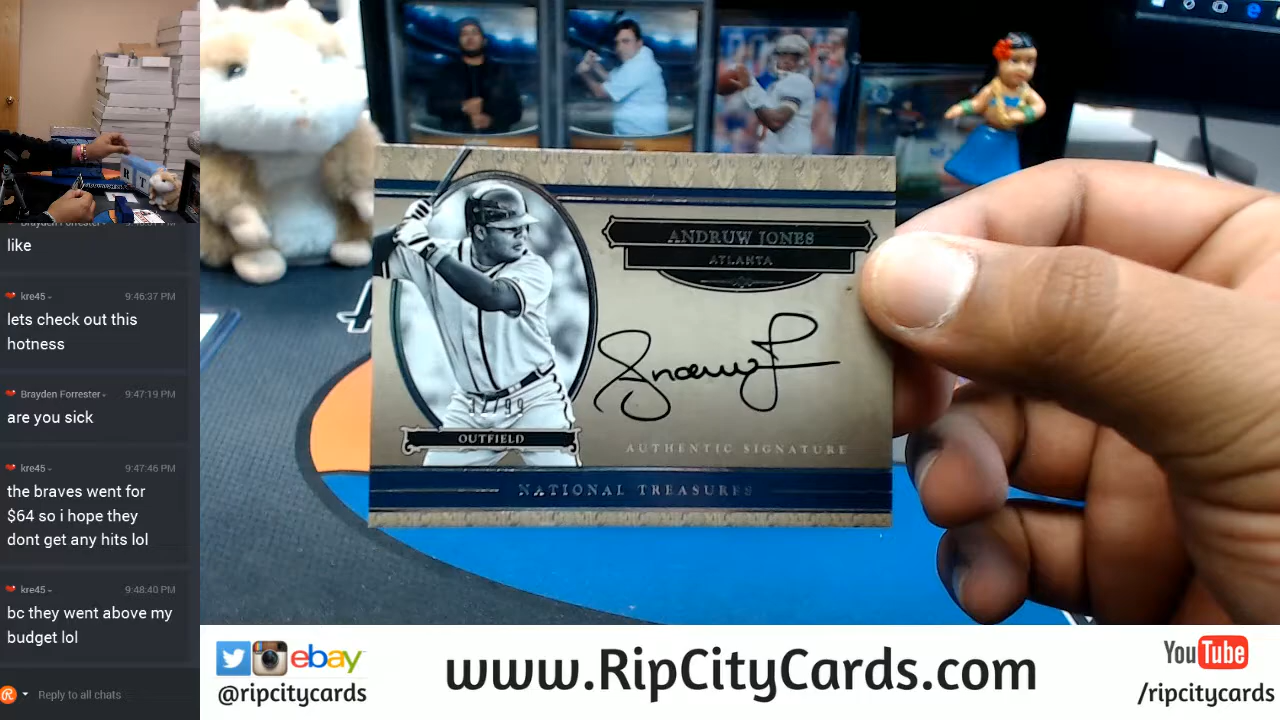 like
kre45
9:46:37 PM
lets check out this
hotness
Brayden Forrester
9:47:19 PM
are you sick
kre45
9:47:46 PM
the braves went for
$64 so i hope they
dont get any hits lol
kre45
9:48:40 PM
bc they went above my
budget lol
Reply to all chats
ANDRUW JONES
ATLANTA
OUTFIELD
AUTHENTIC SIGNATURE
NATIONAL TREASURES
ebay
@ripcitycards
www.RipCityCards.com
YouTube
/ripcitycards